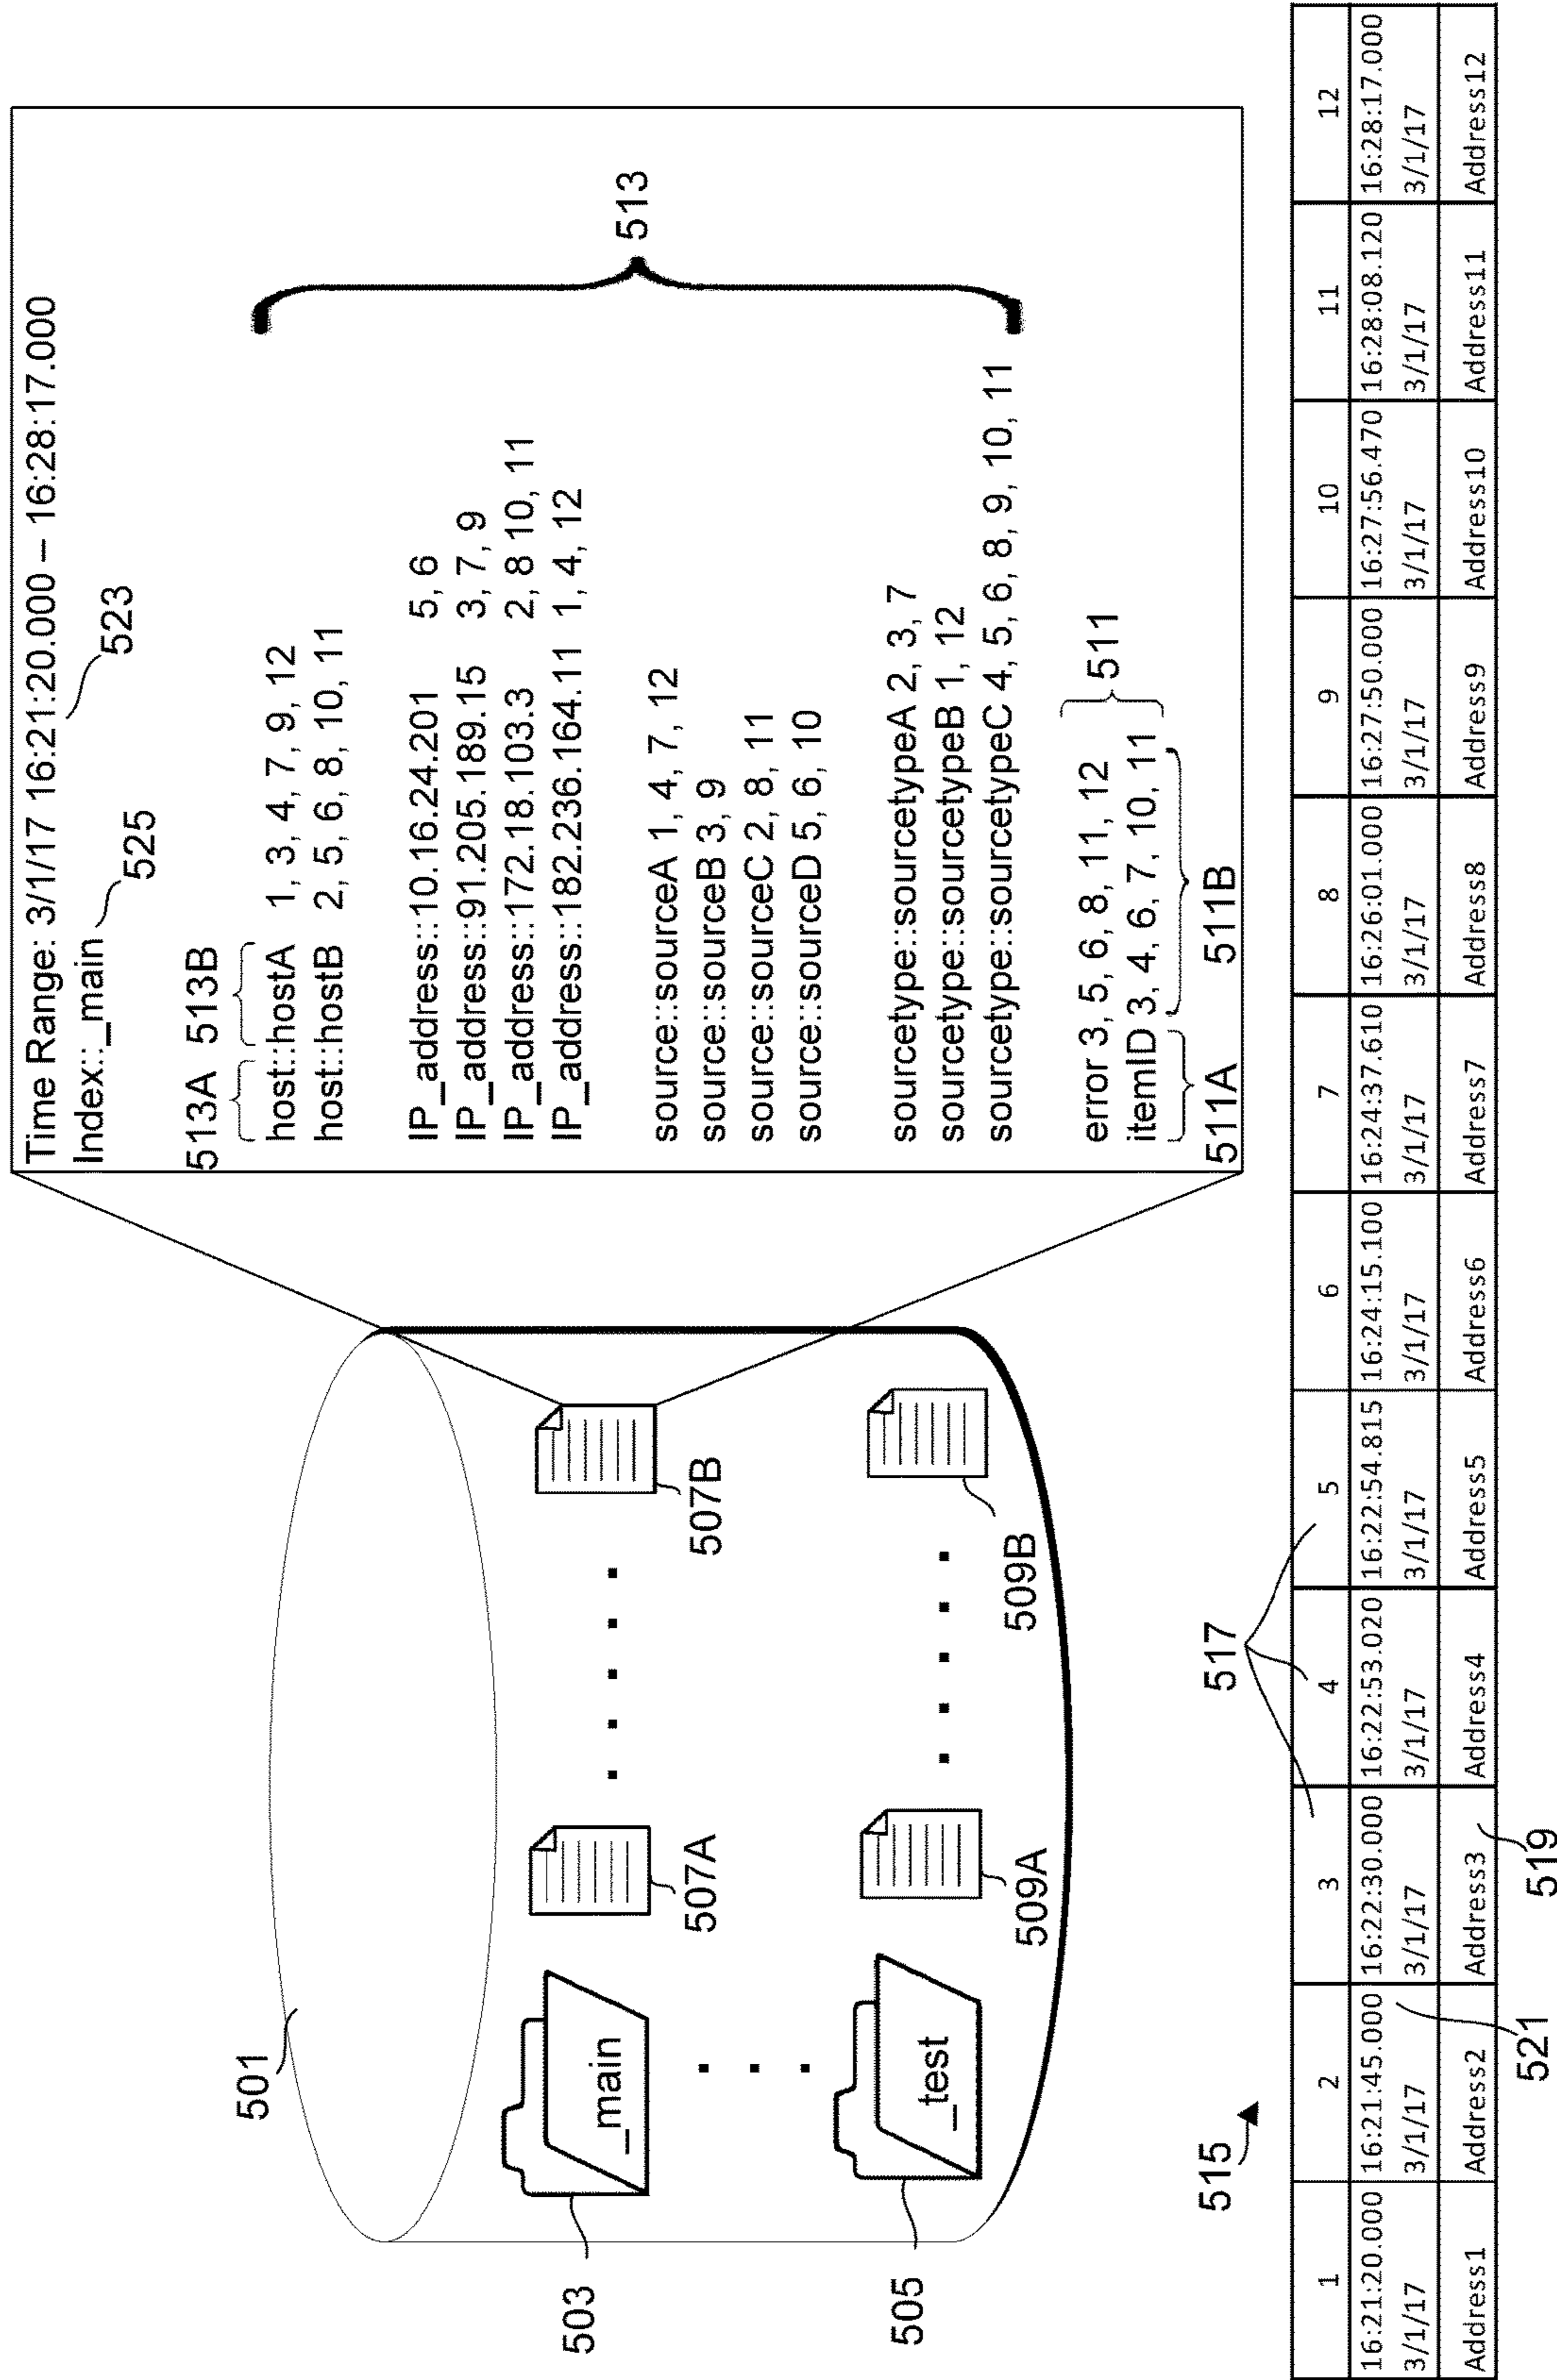 501
503
_main
507A
507B
505
_test
509A
509B
Time Range: 3/1/17 16:21:20.000 – 16:28:17.000
523
Index::_main
525
513A 513B
host::hostA 1, 3, 4, 7, 9, 12
host::hostB 2, 5, 6, 8, 10, 11
IP_address::10.16.24.201 5, 6
IP_address::91.205.189.15 3, 7, 9
IP_address::172.18.103.3 2, 8 10, 11
IP_address::182.236.164.11 1, 4, 12
source::sourceA 1, 4, 7, 12
source::sourceB 3, 9
source::sourceC 2, 8, 11
source::sourceD 5, 6, 10
sourcetype::sourcetypeA 2, 3, 7
sourcetype::sourcetypeB 1, 12
sourcetype::sourcetypeC 4, 5, 6, 8, 9, 10, 11
513
error 3, 5, 6, 8, 11, 12
itemID 3, 4, 6, 7, 10, 11
511
511A
511B
515
517
1 2 3 4 5 6 7 8 9 10 11 12
16:21:20.000 16:21:45.000 16:22:30.000 16:22:53.020 16:22:54.815 16:24:15.100 16:24:37.610 16:26:01.000 16:27:50.000 16:27:56.470 16:28:08.120 16:28:17.000
3/1/17 3/1/17 3/1/17 3/1/17 3/1/17 3/1/17 3/1/17 3/1/17 3/1/17 3/1/17 3/1/17 3/1/17
Address1 Address2 Address3 Address4 Address5 Address6 Address7 Address8 Address9 Address10 Address11 Address12
521
519